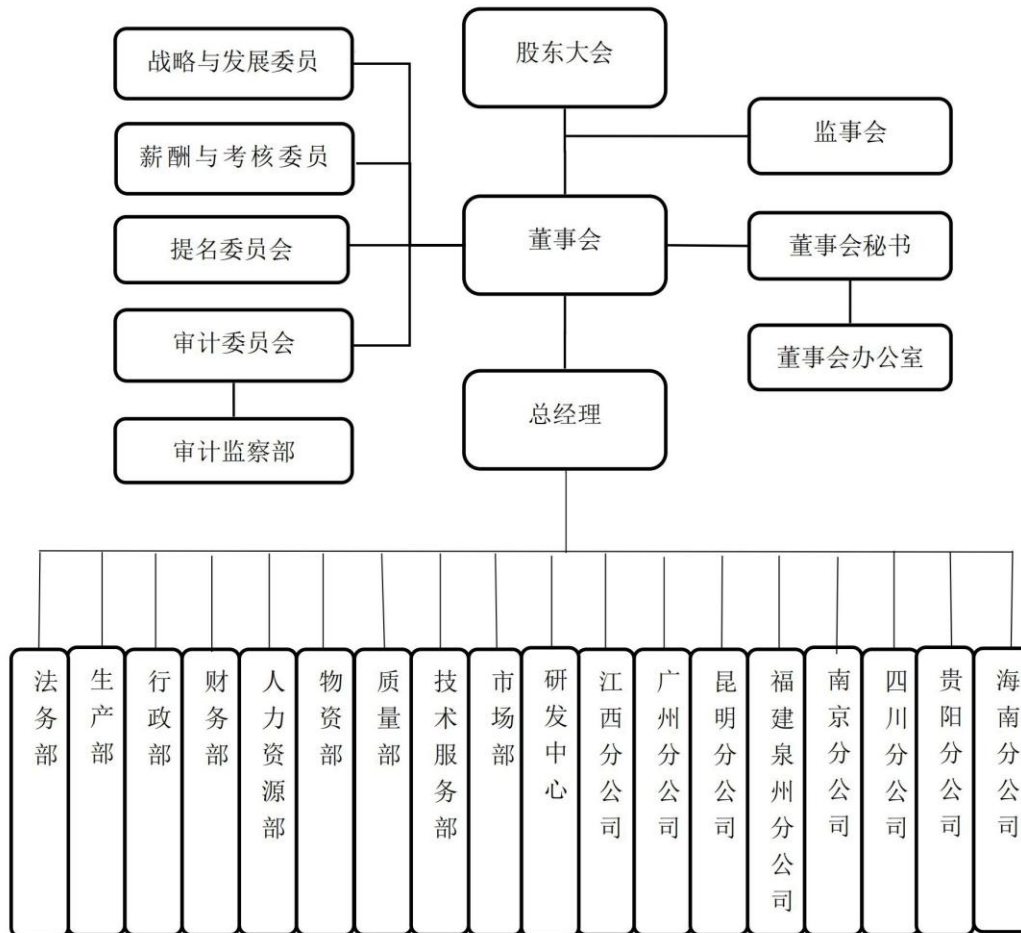 战略与发展委员
股东大会
监事会
薪酬与考核委员
提名委员会
董事会
董事会秘书
审计委员会
董事会办公室
总经理
审计监察部
法务部
生产部
行政部
财务部
人力资源部
物资部
质量部
技术服务部
市场部
研发中心
江西分公司
广州分公司
昆明分公司
福建泉州分公司
南京分公司
四川分公司
贵阳分公司
海南分公司